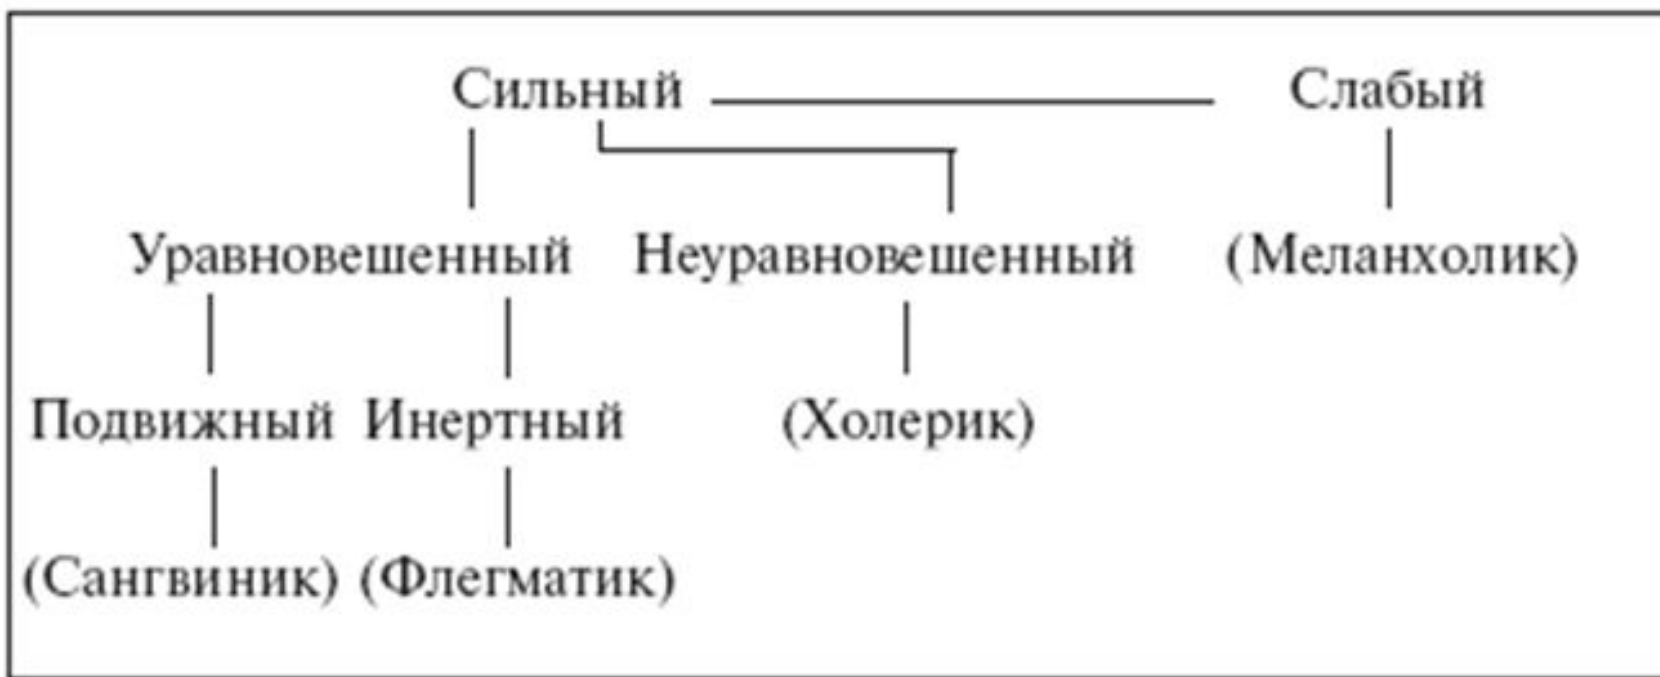 Сильный Слабый
Уравновешенный Неуравновешенный (Меланхолик)
Подвижный Инертный (Холерик)
(Сангвиник) (Флегматик)